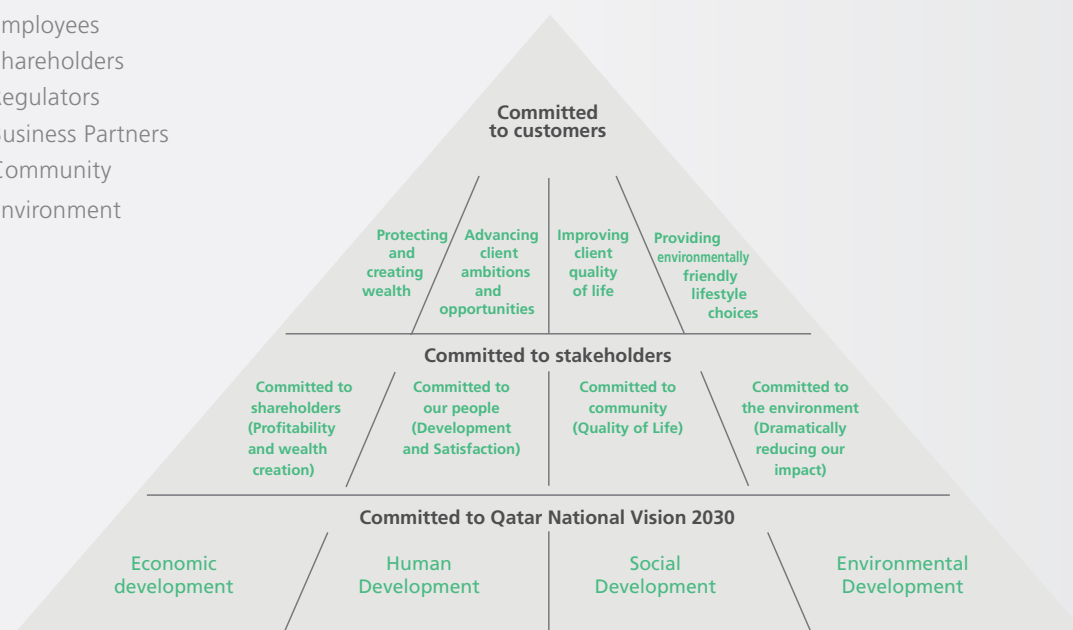 mployees
hareholders
egulators
usiness Partners
ommunity
nvironment
Committed
to customers
Protecting
and
creating
wealth
Advancing
client
ambitions
and
opportunities
Improving
client
quality
of life
Providing
environmentally
friendly
lifestyle
choices
Committed to stakeholders
Committed to
shareholders
(Profitability
and wealth
creation)
Committed to
our people
(Development
and Satisfaction)
Committed to
community
(Quality of Life)
Committed to
the environment
(Dramatically
reducing our
impact)
Committed to Qatar National Vision 2030
Economic
development
Human
Development
Social
Development
Environmental
Development